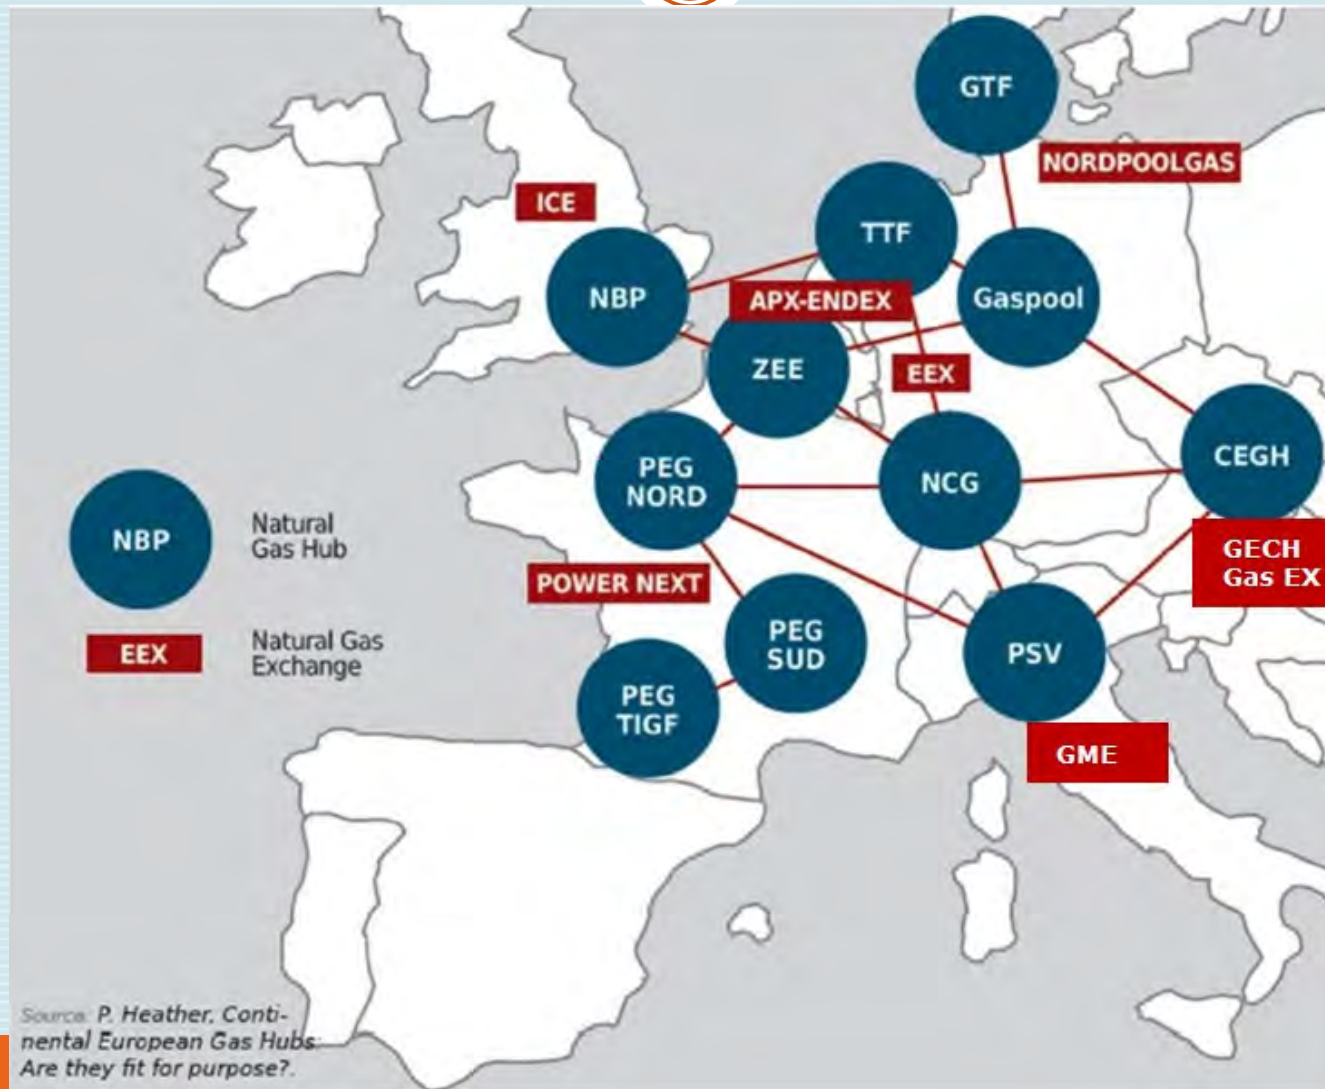 GTF
NORDPOOLGAS
ICE
TTF
NBP
APX-ENDEX
Gaspool
ZEE
EEX
PEG
NORD
NCG
CEGH
NBP
Natural
Gas Hub
GECH
Gas EX
POWER NEXT
EEX
Natural Gas
Exchange
PEG
SUD
PSV
PEG
TIGF
GME
Source: P. Heather, Conti-
nental European Gas Hubs:
Are they fit for purpose?.